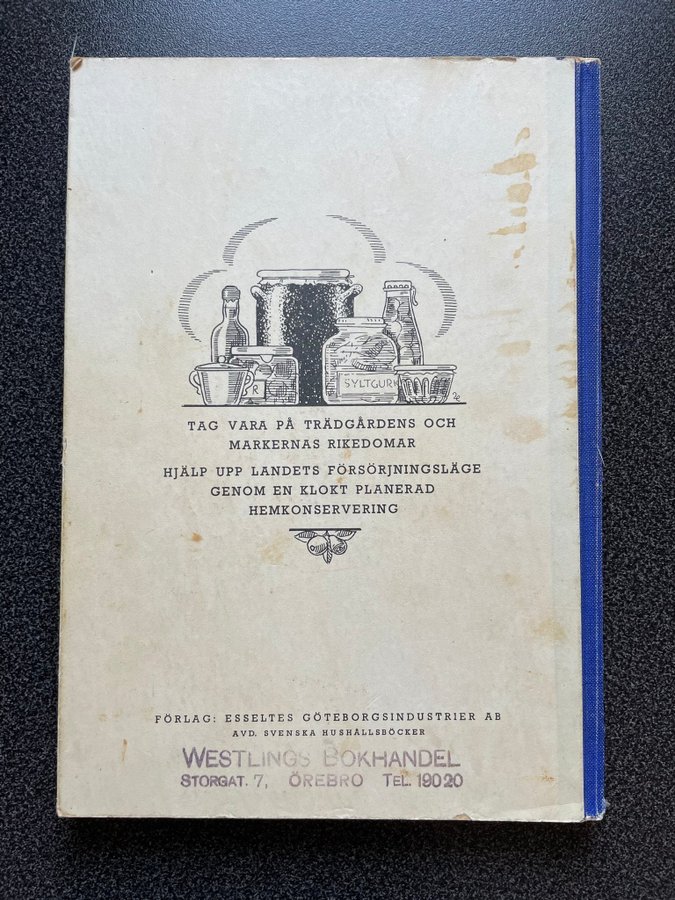 R
SYLTGURK
TAG VARA PÅ TRÄDGÅRDENS OCH
MARKERNAS RIKEDOMAR
HJÄLP UPP LANDETS FÖRSÖRJNINGSLÄGE
GENOM EN KLOKT PLANERAD
HEMKONSERVERING
FÖRLAG: ESSELTES GÖTEBORGSINDUSTRIER AB
AVD. SVENSKA HUSHÅLLSBÖCKER
WESTLINGS BOKHANDEL
STORGAT. 7, ÖREBRO TEL. 19020